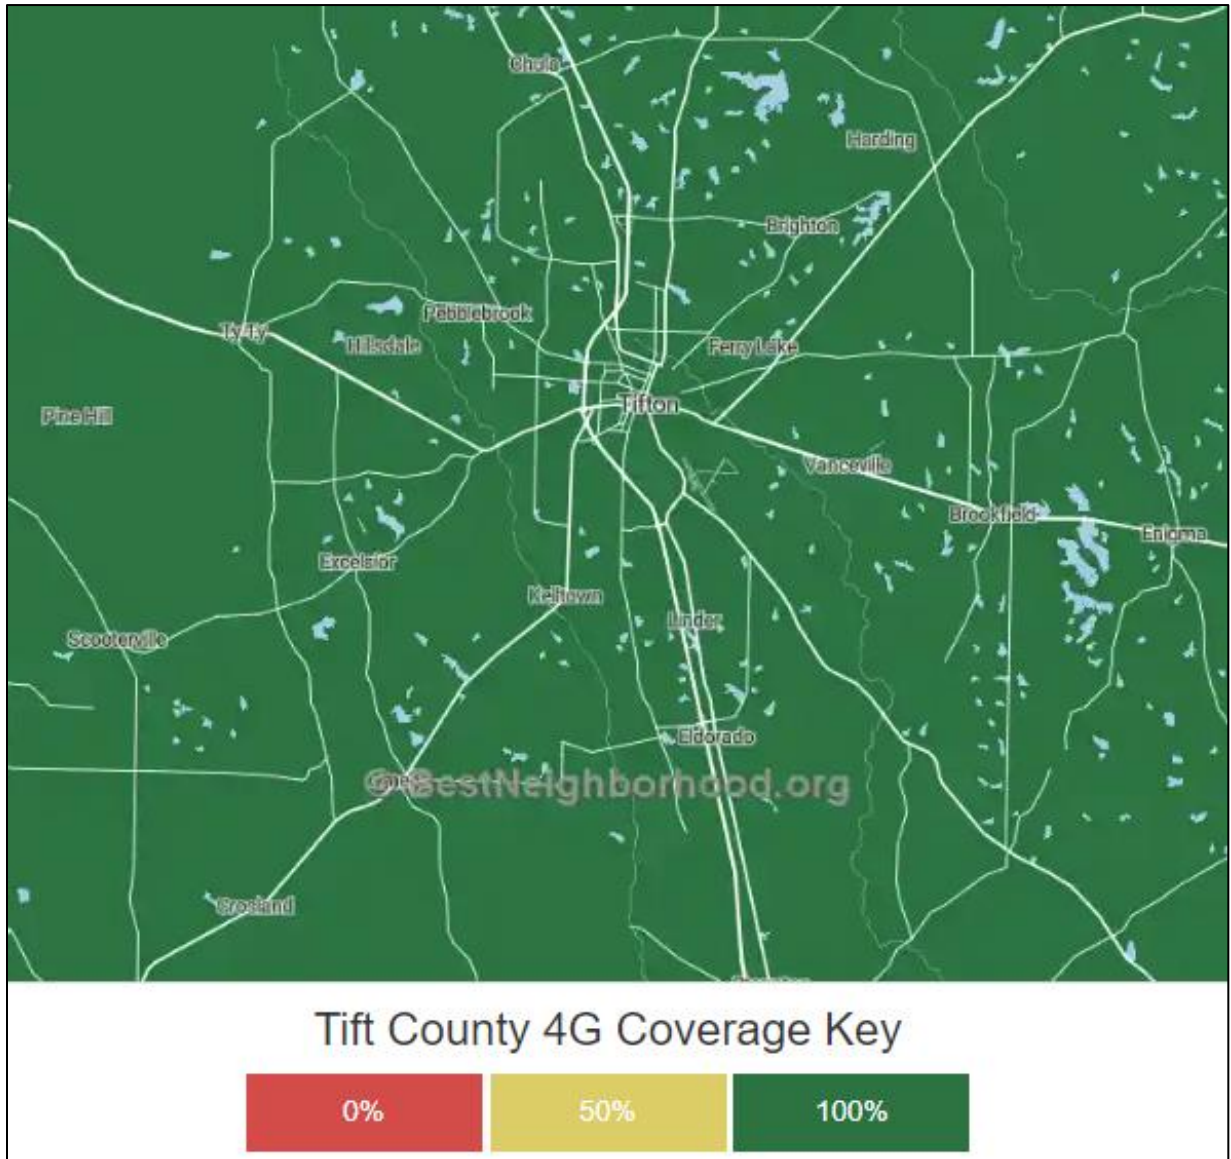 Chula
Harding
Brighton
Pebblebrook
Ty Ty
Hillsdale
Ferry Lake
Tifton
Pine Hill
Vanceville
Brookfield
Enigma
Excelsior
Kelltown
Linder
Scooterville
Eldorado
© BestNeighborhood.org
Crosland
Tift County 4G Coverage Key
0%
50%
100%